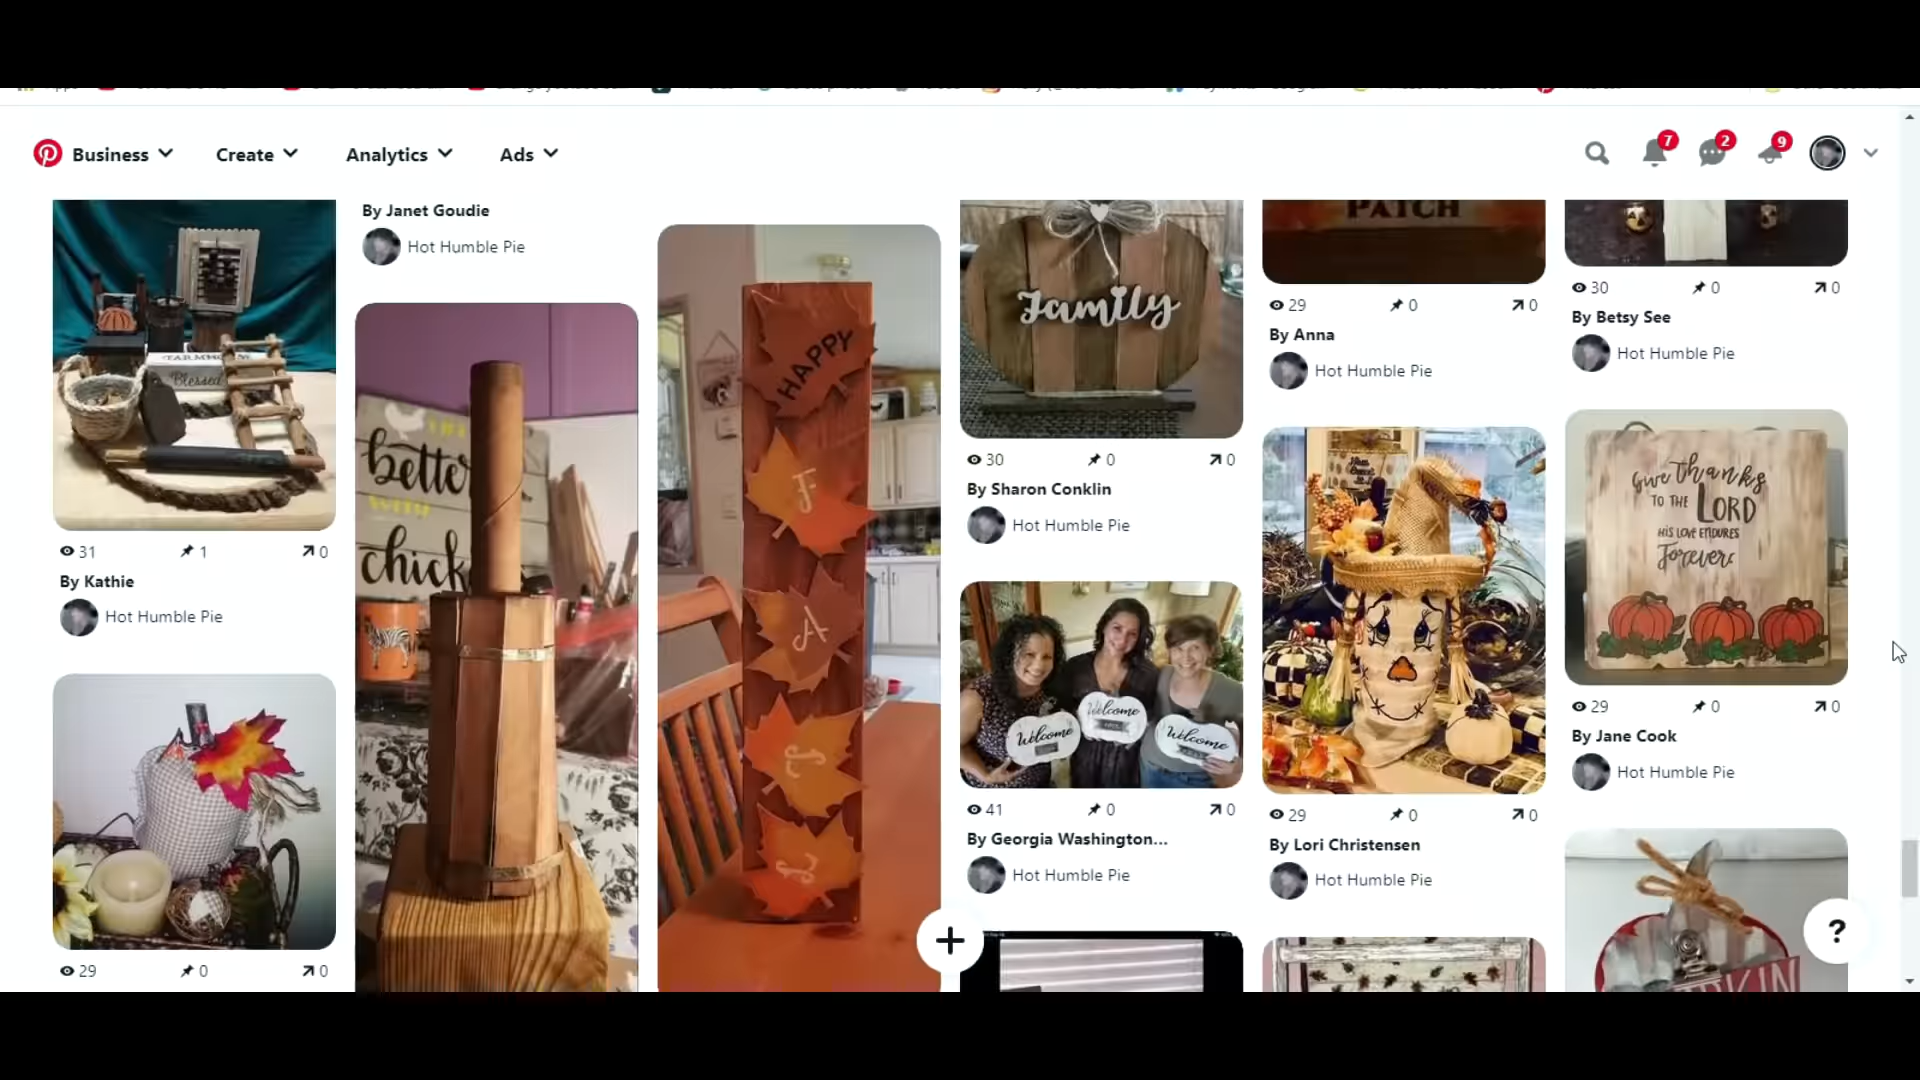 Business
Create
Analytics
Ads
7
2
9
FARMHOUSE
Blessed
31
1
0
By Kathie
Hot Humble Pie
29
0
0
By Janet Goudie
Hot Humble Pie
better
chick
HAPPY
F
A
L
L
Family
30
0
0
By Sharon Conklin
Hot Humble Pie
Welcome
Welcome
Welcome
41
0
0
By Georgia Washington...
Hot Humble Pie
PATCH
29
0
0
By Anna
Hot Humble Pie
29
0
0
By Lori Christensen
Hot Humble Pie
30
0
0
By Betsy See
Hot Humble Pie
Give Thanks
TO THE LORD
HIS LOVE ENDURES
Forever
29
0
0
By Jane Cook
Hot Humble Pie
?